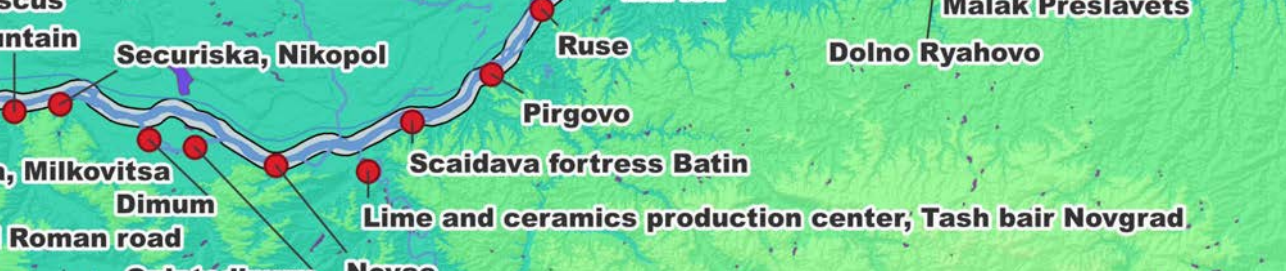 Malak Preslavets
Ruse
Dolno Ryahovo
Securiska, Nikopol
Pirgovo
Scaidava fortress Batin
Milkovitsa
Dimum
Lime and ceramics production center, Tash bair Novgrad
Roman road